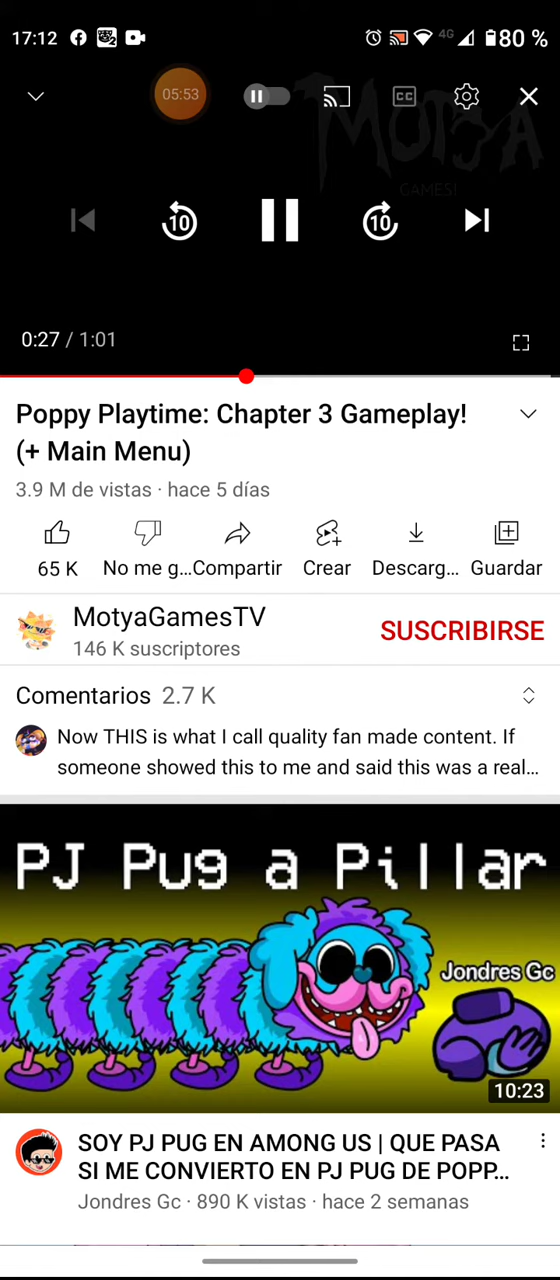 17:12 4G 80 %
05:53 CC
MOTYA
GAMES!
10 10
0:27 / 1:01
Poppy Playtime: Chapter 3 Gameplay!
(+ Main Menu)
3.9 M de vistas · hace 5 días
65 K No me g... Compartir Crear Descarg... Guardar
MotyaGamesTV
146 K suscriptores
SUSCRIBIRSE
Comentarios 2.7 K
Now THIS is what I call quality fan made content. If
someone showed this to me and said this was a real...
PJ Pug a Pillar
Jondres Gc
10:23
SOY PJ PUG EN AMONG US | QUE PASA
SI ME CONVIERTO EN PJ PUG DE POPP...
Jondres Gc · 890 K vistas · hace 2 semanas